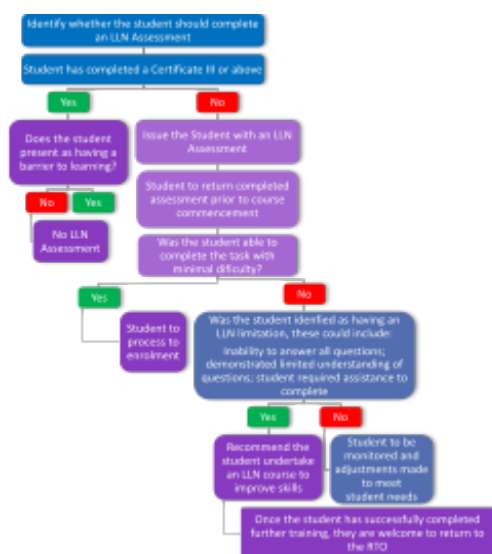 Identify whether the student should complete
an LLN Assessment
Student has completed a Certificate III or above
Yes
No
Does the student
present as having a
barrier to learning?
Issue the Student with an LLN
Assessment
Student to return completed
assessment prior to course
commencement
No
Yes
No LLN
Assessment
Was the student able to
complete the task with
minimal dificulty?
Yes
No
Student to
process to
enrolment
Was the student idenfied as having an
LLN limitation, these could include:
Inability to answer all questions;
demonstrated limited understanding of
questions; student required assistance to
complete
Yes
No
Recommend the
student undertake
an LLN course to
improve skills
Student to be
monitored and
adjustments made
to meet
student needs
Once the student has successfully completed
further training, they are welcome to return to
the RTO